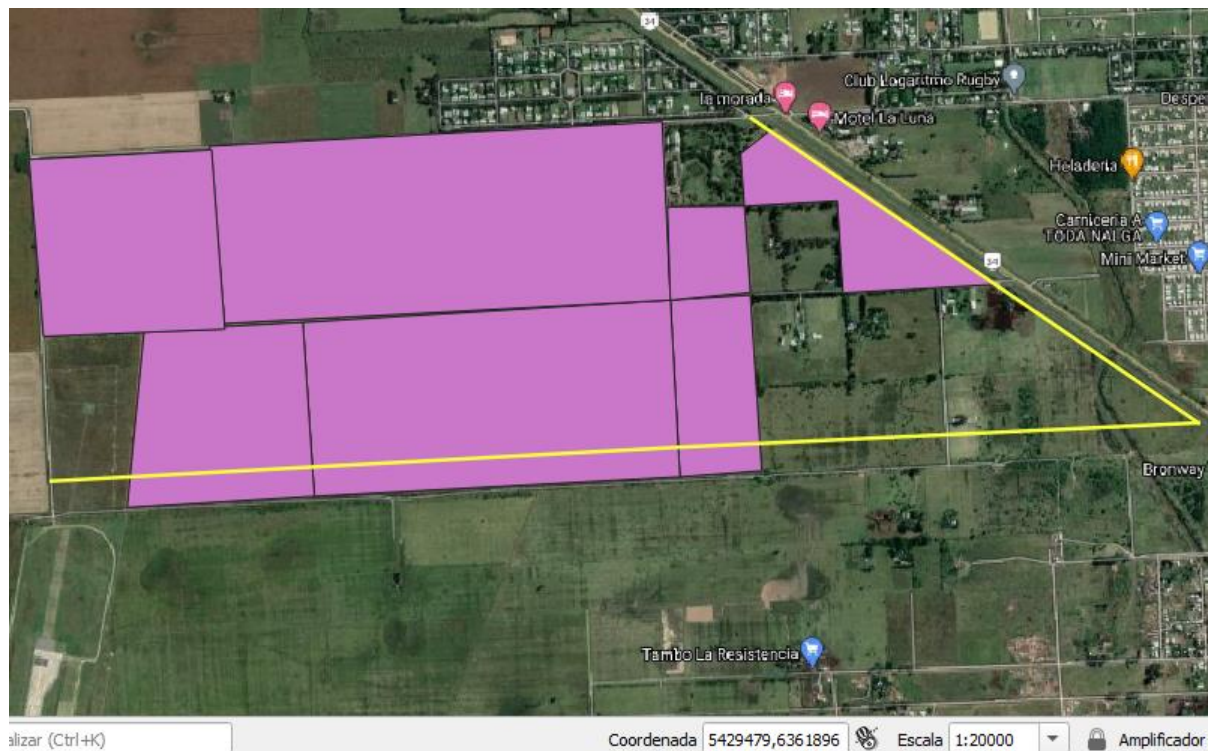 34
Club Logaritmo Rugby
la morada
Despe
Motel La Luna
Heladeria
Carniceria A
TODA NALGA
Mini Market
34
Bronway
Tambo La Resistencia
alizar (Ctrl+K)
Coordenada 5429479,6361896 Escala 1:20000 Amplificador